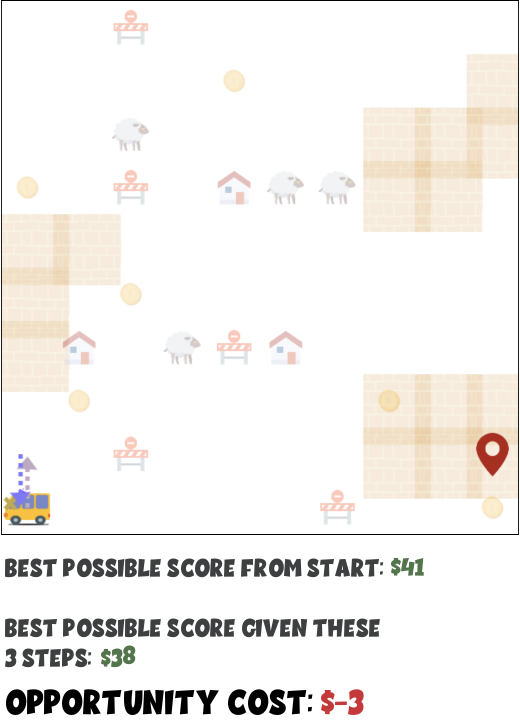 BEST POSSIBLE SCORE FROM START: $41
BEST POSSIBLE SCORE GIVEN THESE
3 STEPS: $38
OPPORTUNITY COST: $-3